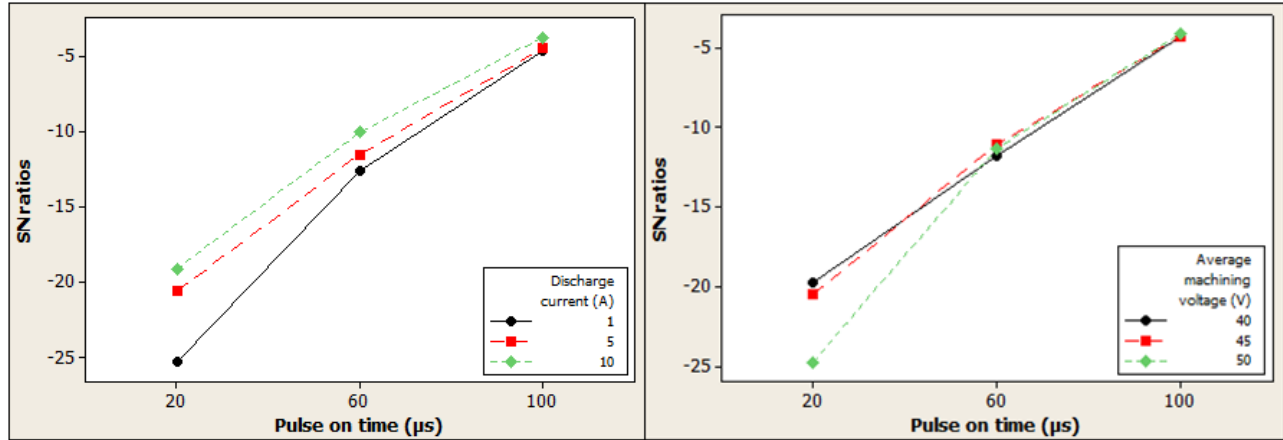 -5
-10
-15
-20
-25
SNratios
20 60 100
Pulse on time (µs)
Discharge
current (A)
1
5
10
-5
-10
-15
-20
-25
SNratios
20 60 100
Pulse on time (µs)
Average
machining
voltage (V)
40
45
50